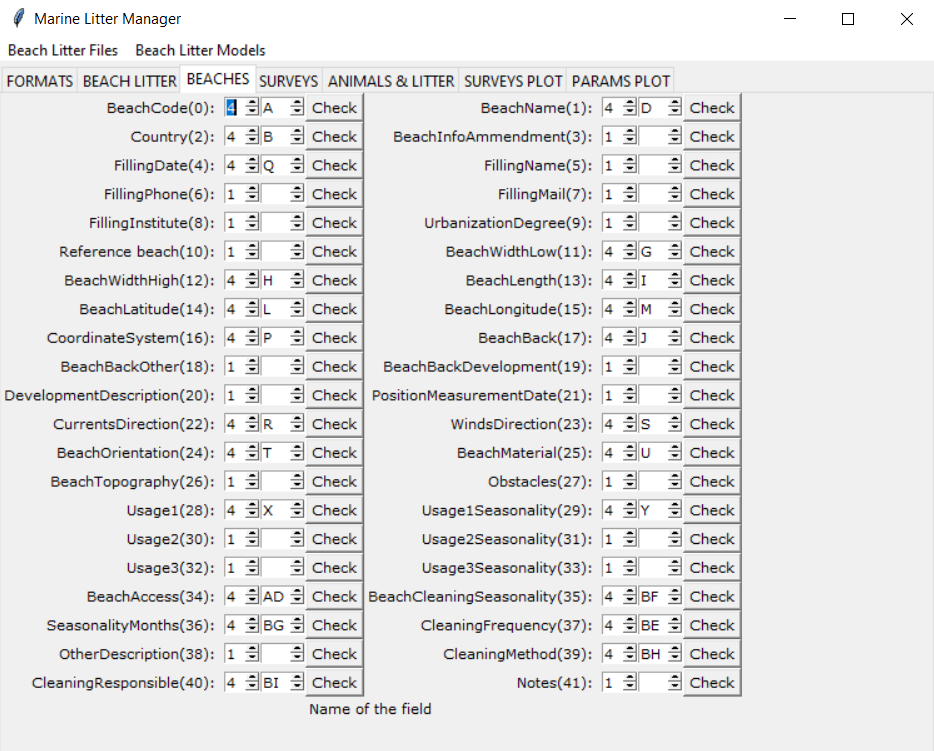 Marine Litter Manager
Beach Litter Files Beach Litter Models
FORMATS BEACH LITTER BEACHES SURVEYS ANIMALS & LITTER SURVEYS PLOT PARAMS PLOT
BeachCode(0): 4 A Check BeachName(1): 4 D Check
Country(2): 4 B Check BeachInfoAmmendment(3): 1 Check
FillingDate(4): 4 Q Check FillingName(5): 1 Check
FillingPhone(6): 1 Check FillingMail(7): 1 Check
FillingInstitute(8): 1 Check UrbanizationDegree(9): 1 Check
Reference beach(10): 1 Check BeachWidthLow(11): 4 G Check
BeachWidthHigh(12): 4 H Check BeachLength(13): 4 I Check
BeachLatitude(14): 4 L Check BeachLongitude(15): 4 M Check
CoordinateSystem(16): 4 P Check BeachBack(17): 4 J Check
BeachBackOther(18): 1 Check BeachBackDevelopment(19): 1 Check
DevelopmentDescription(20): 1 Check PositionMeasurementDate(21): 1 Check
CurrentsDirection(22): 4 R Check WindsDirection(23): 4 S Check
BeachOrientation(24): 4 T Check BeachMaterial(25): 4 U Check
BeachTopography(26): 1 Check Obstacles(27): 1 Check
Usage1(28): 4 X Check Usage1Seasonality(29): 4 Y Check
Usage2(30): 1 Check Usage2Seasonality(31): 1 Check
Usage3(32): 1 Check Usage3Seasonality(33): 1 Check
BeachAccess(34): 4 AD Check BeachCleaningSeasonality(35): 4 BF Check
SeasonalityMonths(36): 4 BG Check CleaningFrequency(37): 4 BE Check
OtherDescription(38): 1 Check CleaningMethod(39): 4 BH Check
CleaningResponsible(40): 4 BI Check Notes(41): 1 Check
Name of the field